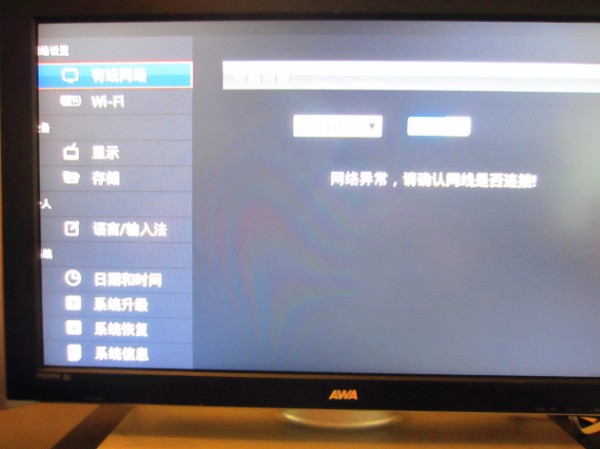 络设置
有线网络
Wi-Fi
备
显示
存储
人
语言/输入法
统
日期和时间
系统升级
系统恢复
系统信息
网络异常，请确认网线是否连接!
HDMI
AWA